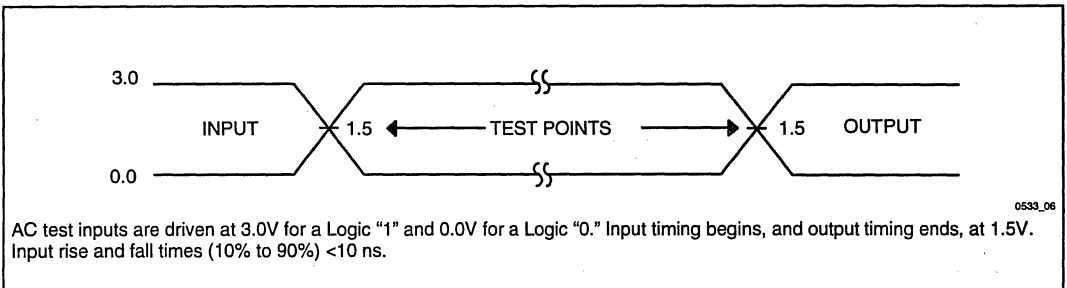 3.0
INPUT
1.5
TEST POINTS
1.5
OUTPUT
0.0
0533_06
AC test inputs are driven at 3.0V for a Logic “1” and 0.0V for a Logic “0.” Input timing begins, and output timing ends, at 1.5V.
Input rise and fall times (10% to 90%) <10 ns.